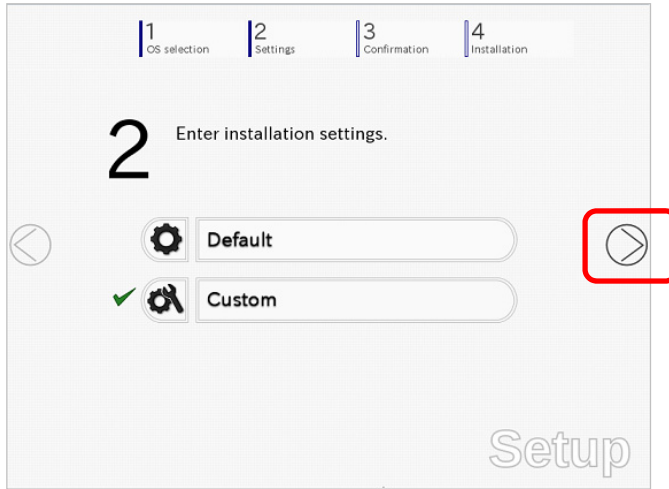 1
OS selection
2
Settings
3
Confirmation
4
Installation
2
Enter installation settings.
Default
Custom
Setup